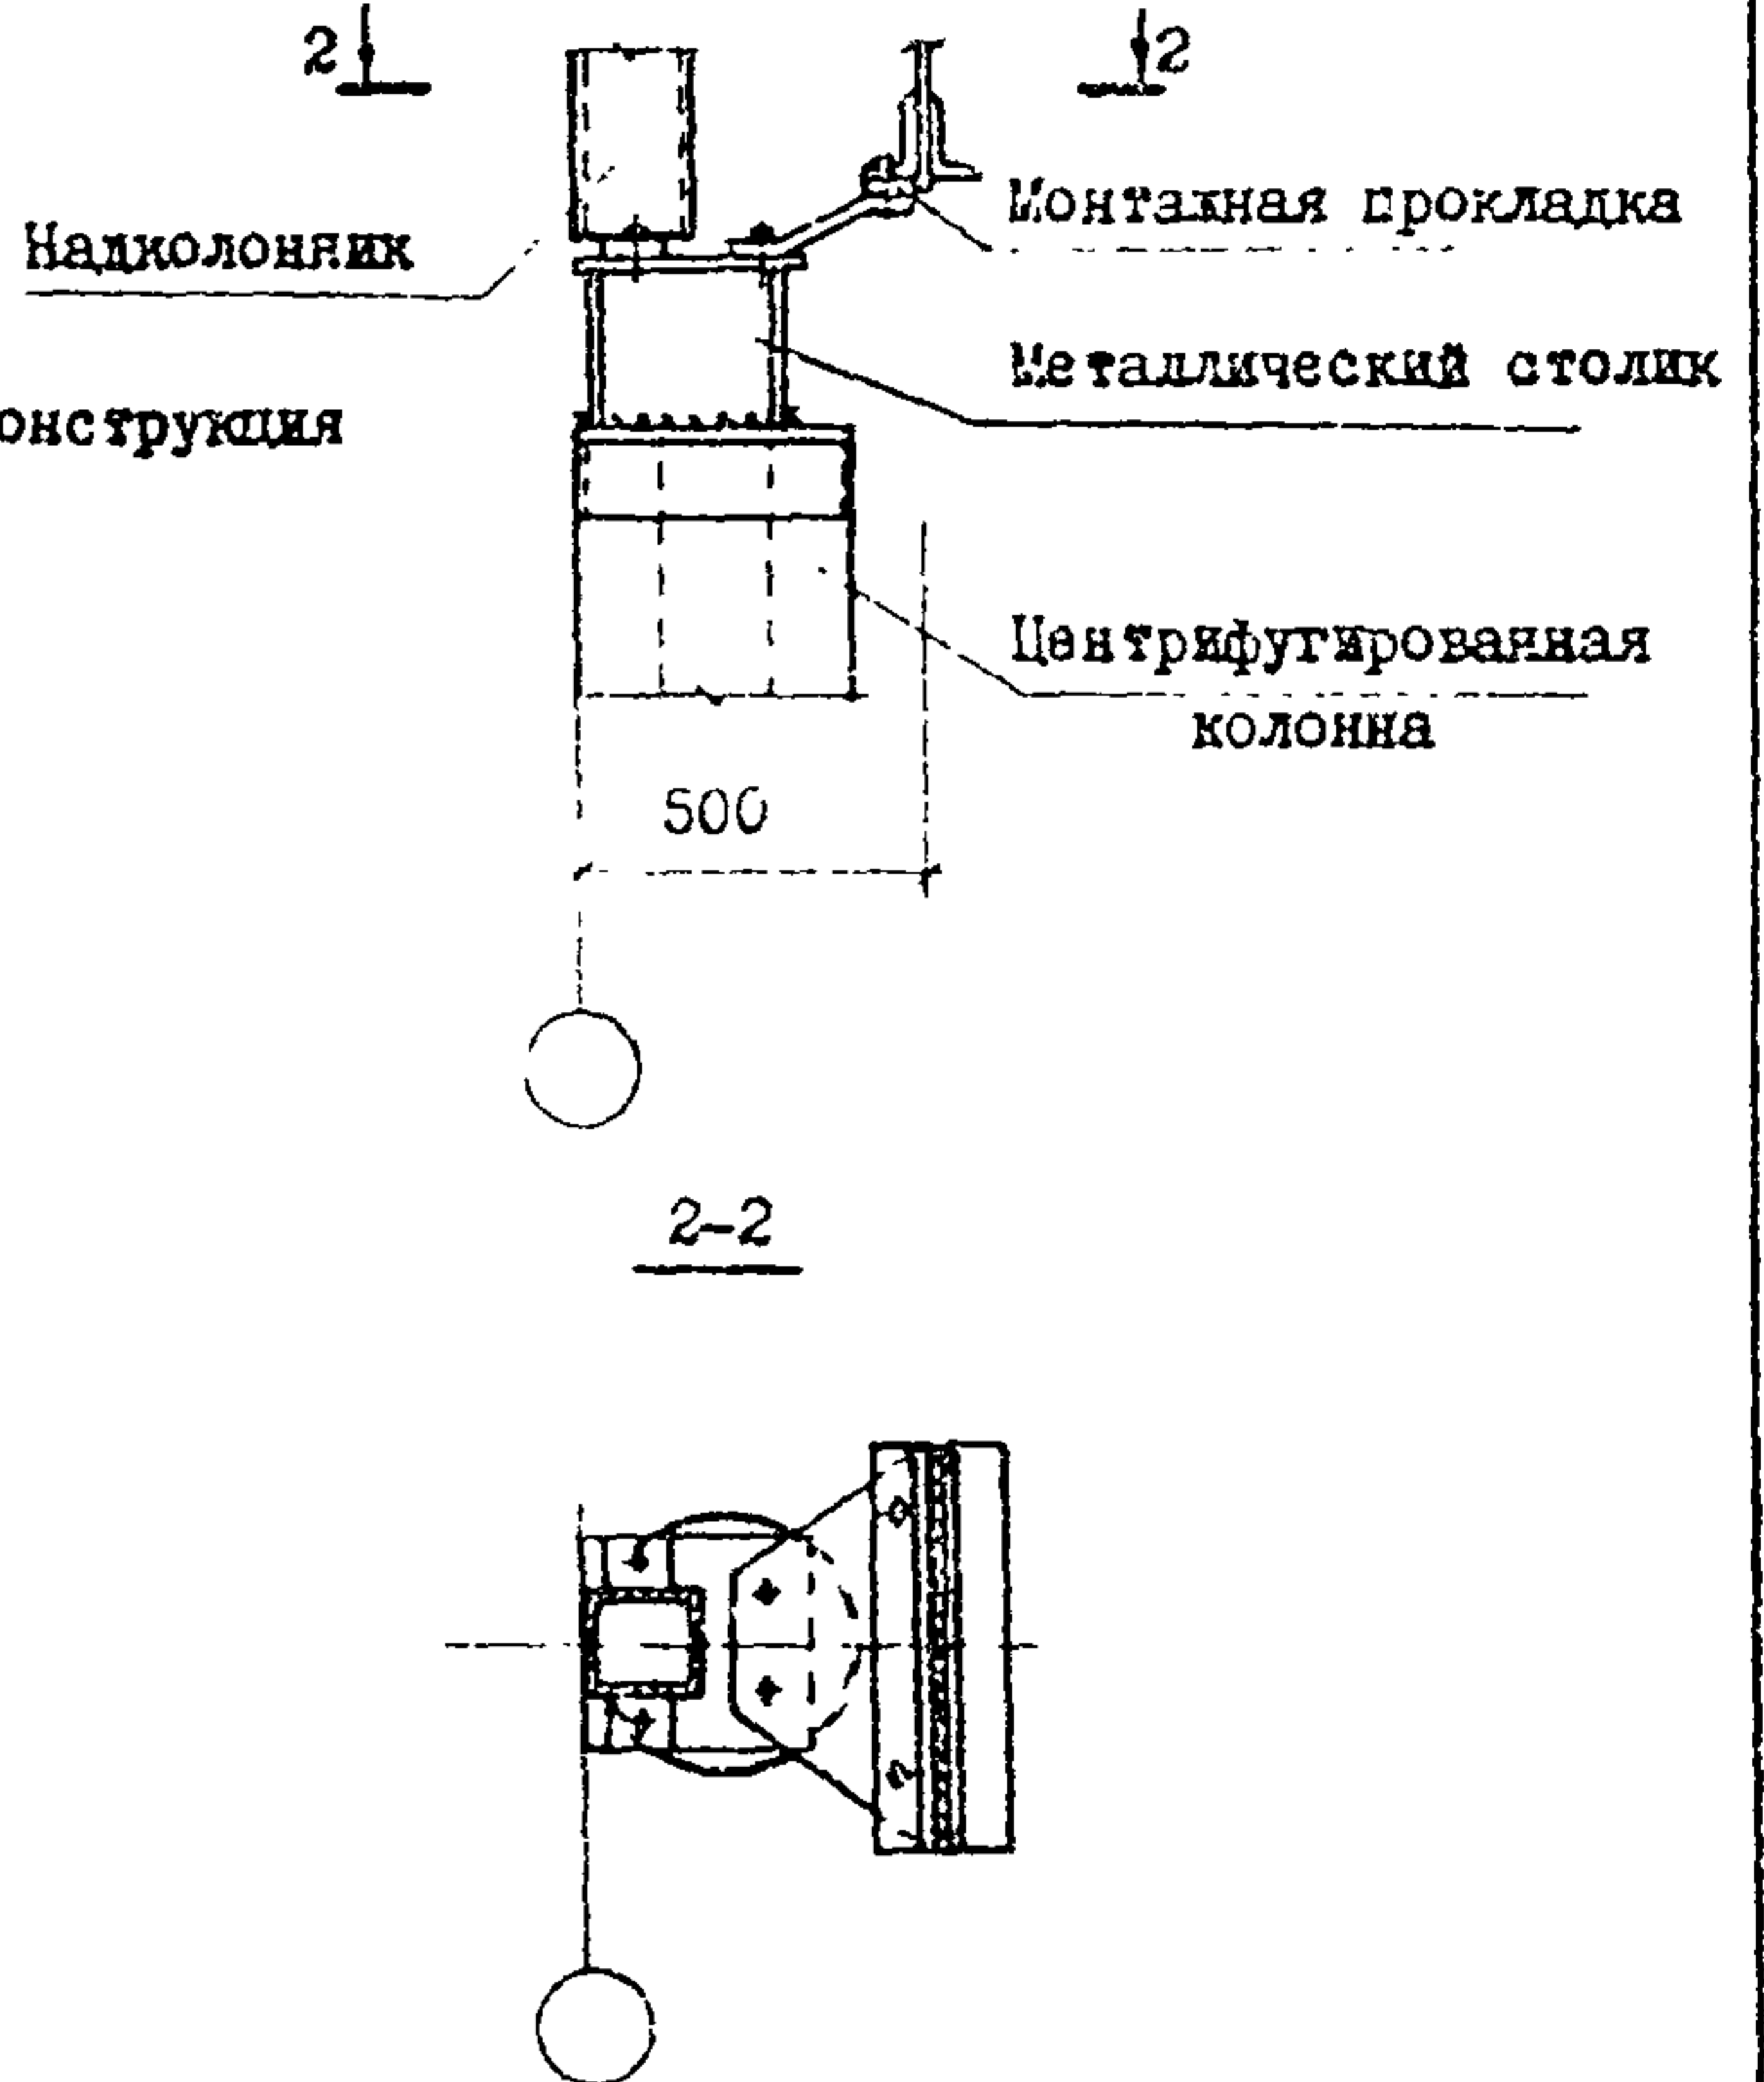 2 2
Монтажная прокладка
Надколонник
Металлический столик
онструкция
Центрифугированная
колонна
500
2-2